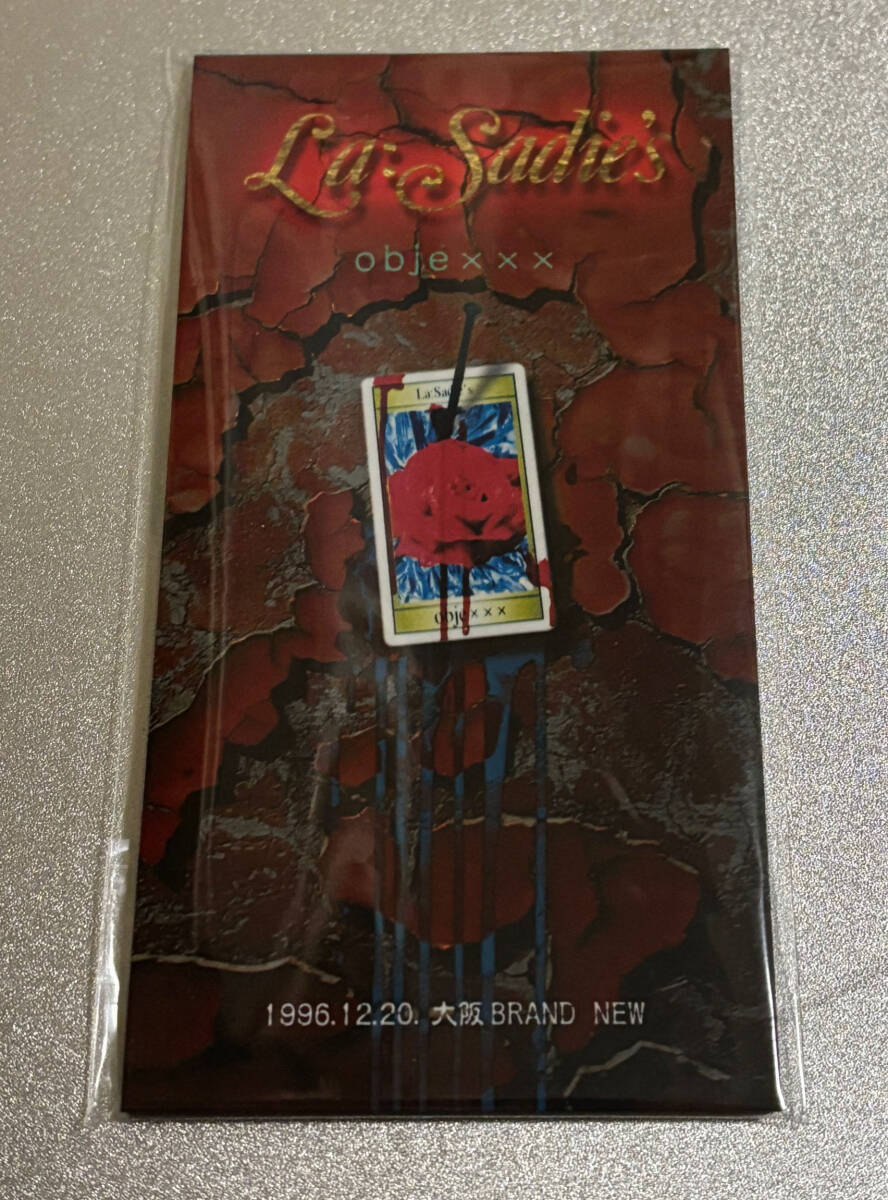 La:Sadie's
obje×××
La:Sadie's
obje×××
1996.12.20. 大阪 BRAND NEW